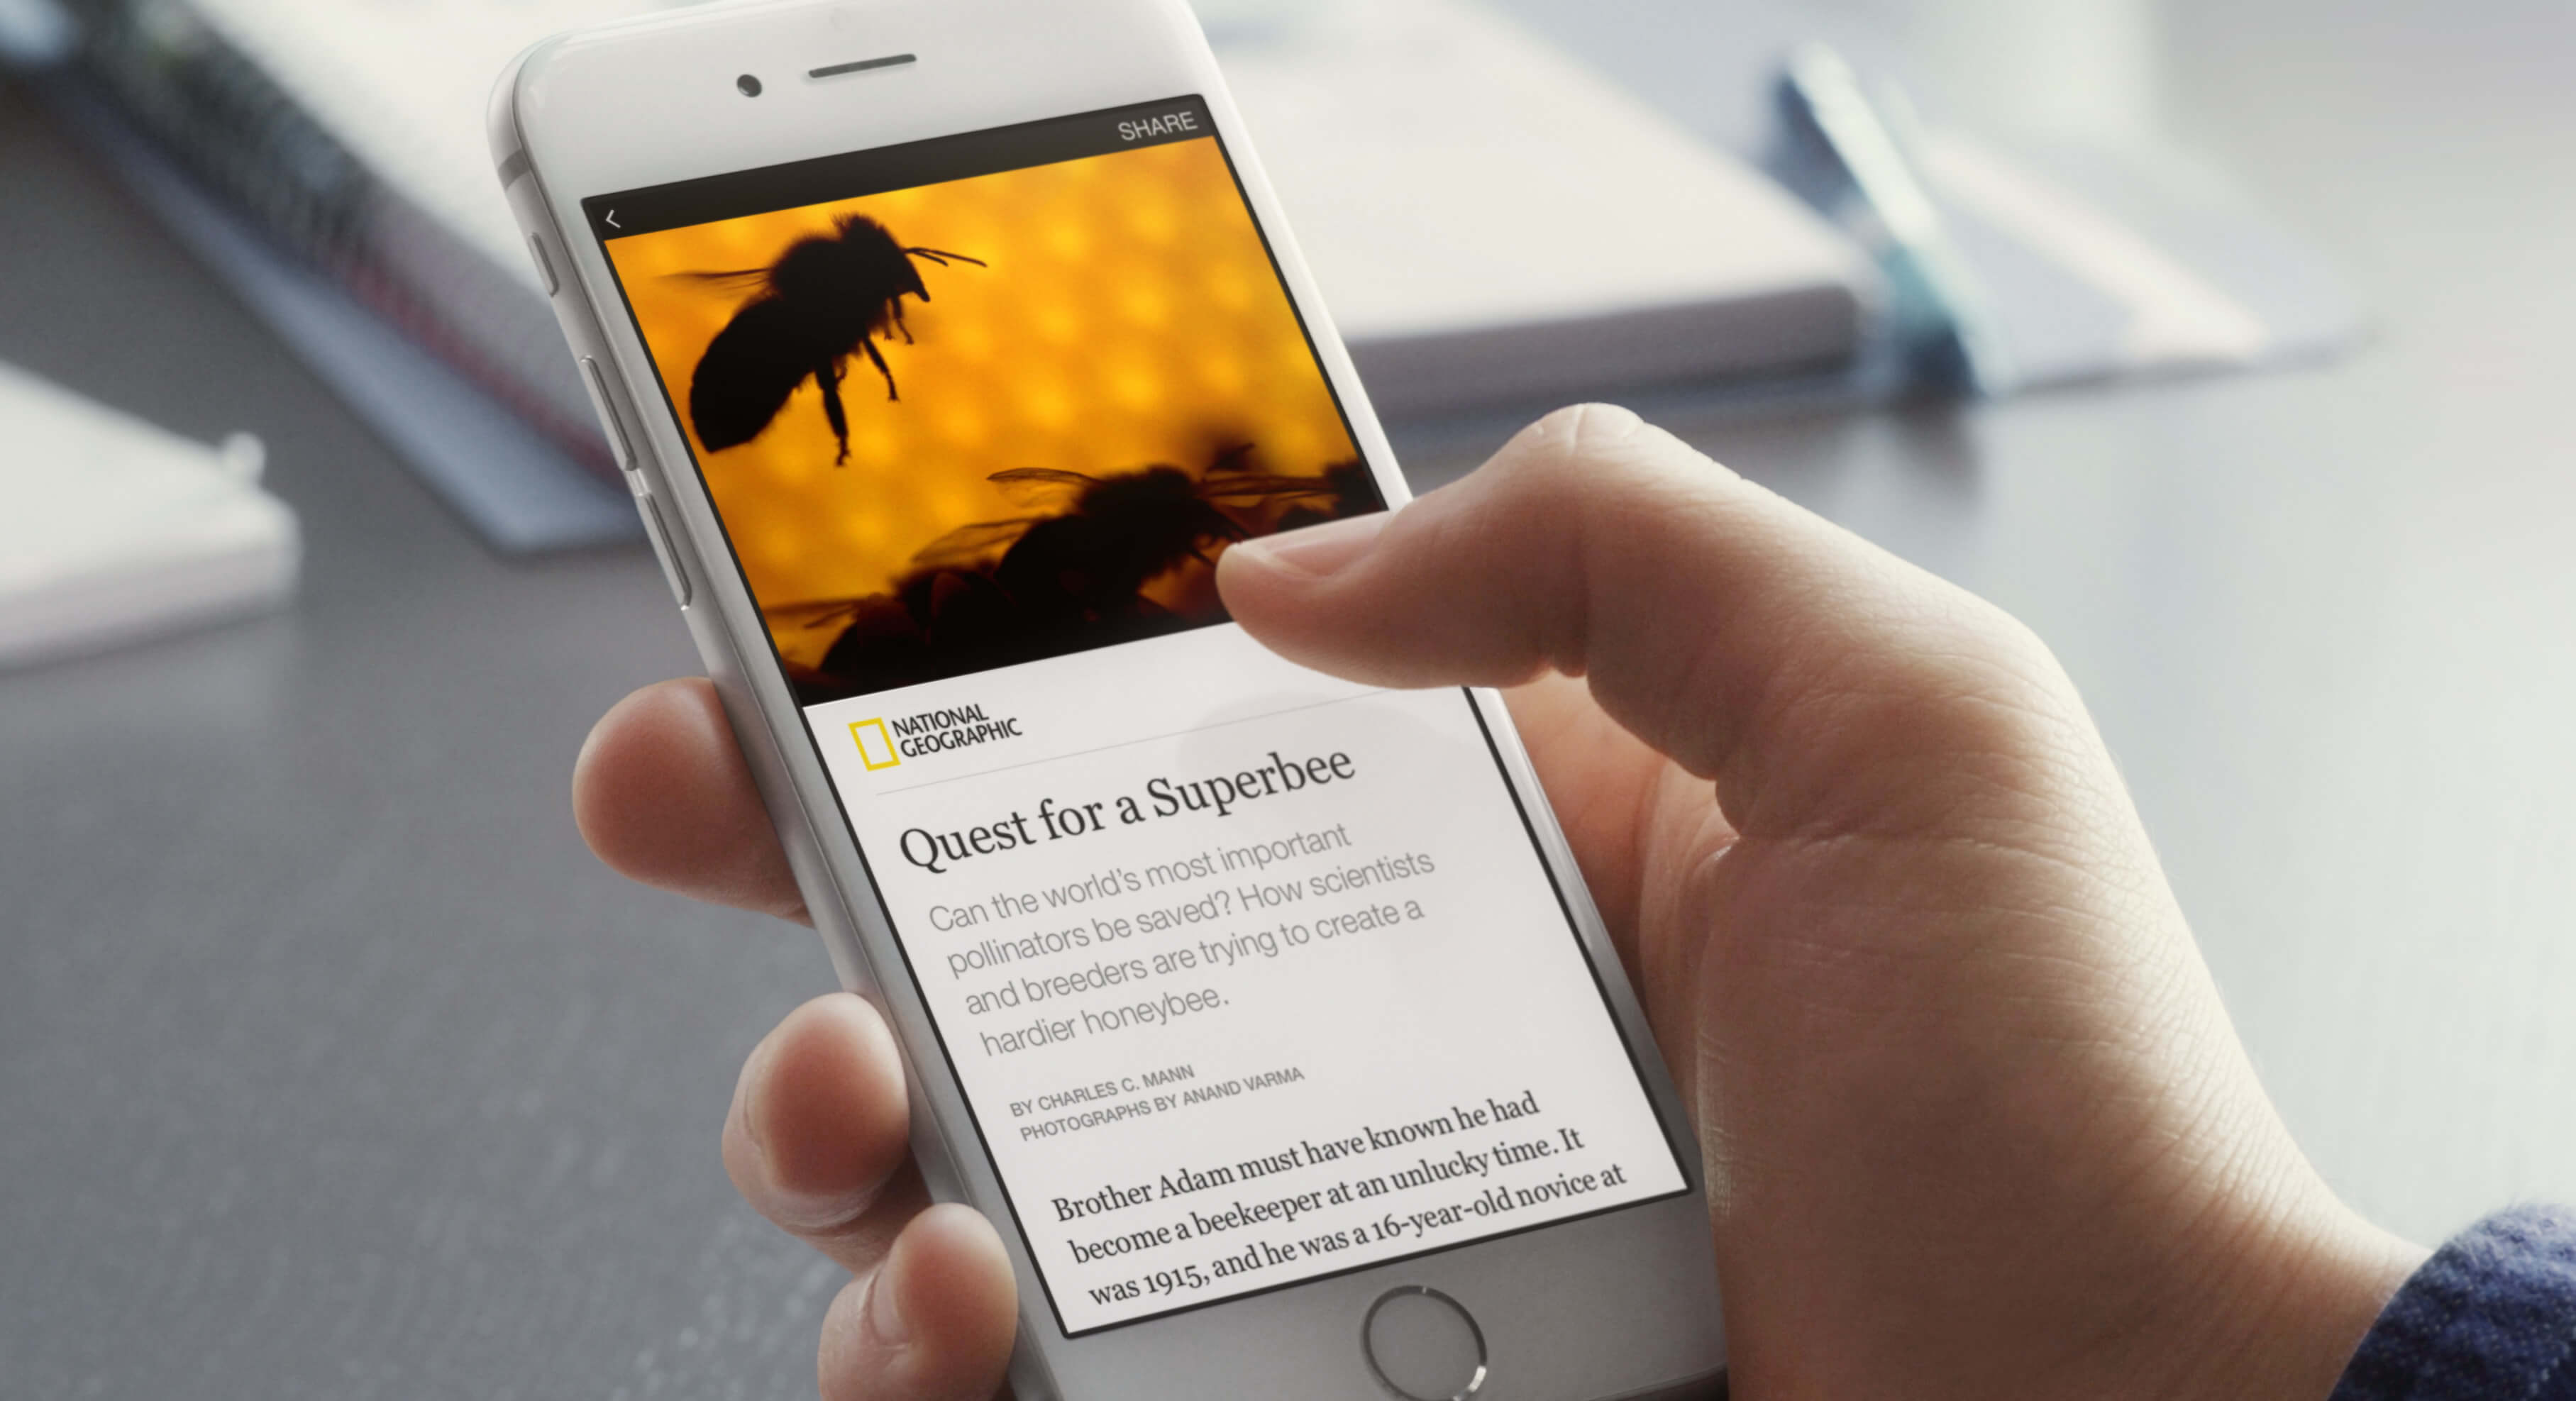 SHARE
NATIONAL
GEOGRAPHIC
Quest for a Superbee
Can the world's most important
pollinators be saved? How scientists
and breeders are trying to create a
hardier honeybee.
BY CHARLES C. MANN
PHOTOGRAPHS BY ANAND VARMA
Brother Adam must have known he had
become a beekeeper at an unlucky time. It
was 1915, and he was a 16-year-old novice at